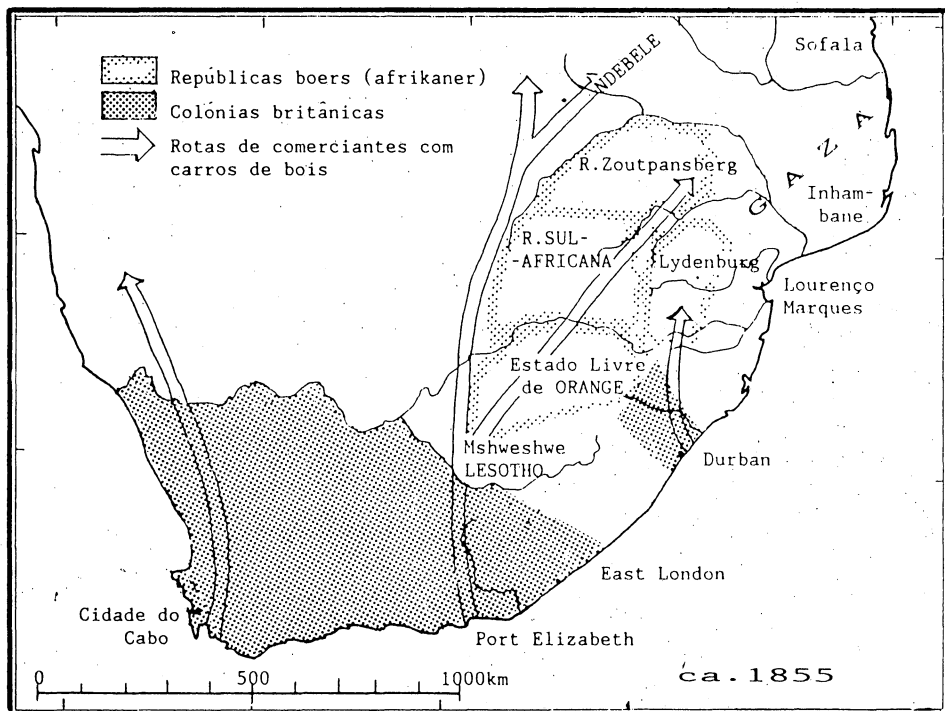 Repúblicas boers (afrikaner)
Colónias britânicas
Rotas de comerciantes com
carros de bois
NDEBELE
Sofala
GAZA
R.Zoutpansberg
Inham-
bane
R.SUL-
-AFRICANA
Lydenburg
Lourenço
Marques
Estado Livre
de ORANGE
Mshweshwe
LESOTHO
Durban
East London
Cidade do
Cabo
Port Elizabeth
0 500 1000km
ca.1855